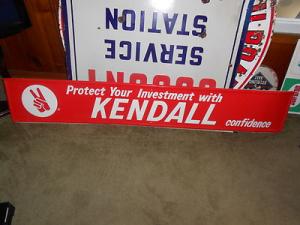 STATION
SERVICE
Protect Your Investment with
KENDALL
confidence